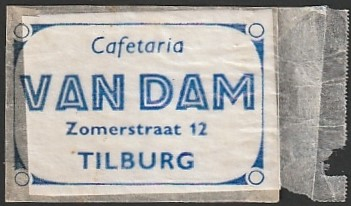 Cafetaria
VAN DAM
Zomerstraat 12
TILBURG